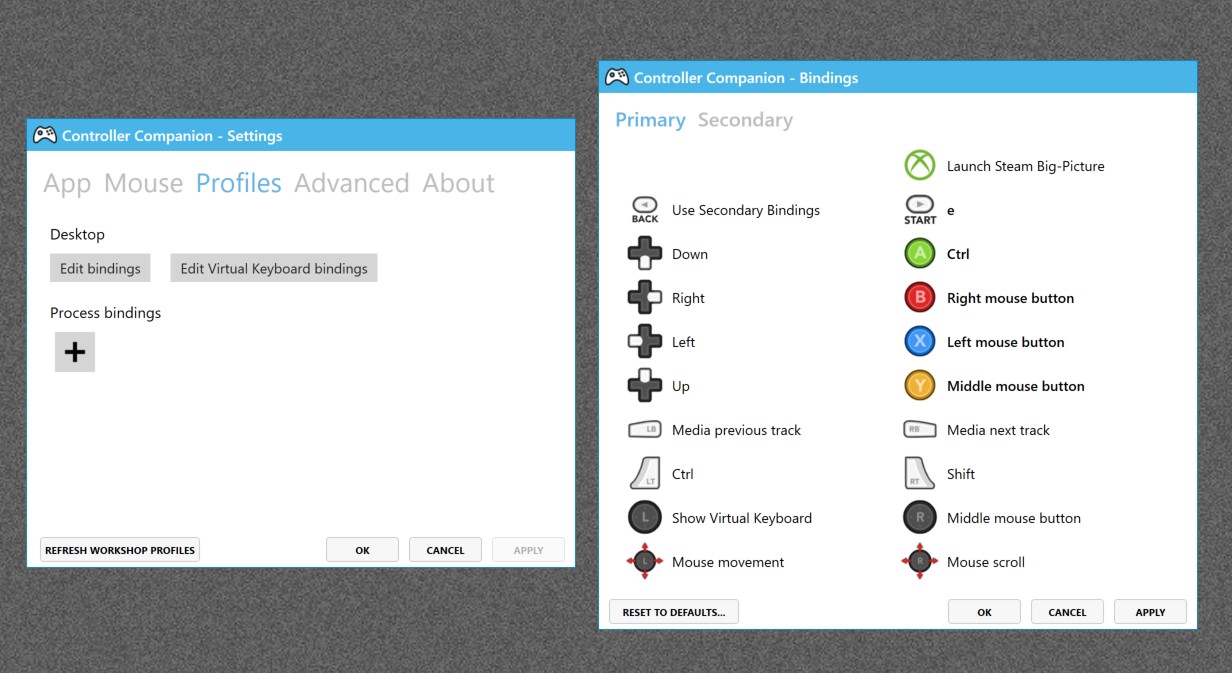 Controller Companion - Settings
App Mouse Profiles Advanced About
Desktop
Edit bindings Edit Virtual Keyboard bindings
Process bindings
REFRESH WORKSHOP PROFILES OK CANCEL APPLY
Controller Companion - Bindings
Primary Secondary
Launch Steam Big-Picture
BACK Use Secondary Bindings START e
Down A Ctrl
Right B Right mouse button
Left X Left mouse button
Up Y Middle mouse button
LB Media previous track RB Media next track
LT Ctrl RT Shift
L Show Virtual Keyboard R Middle mouse button
L Mouse movement R Mouse scroll
RESET TO DEFAULTS... OK CANCEL APPLY